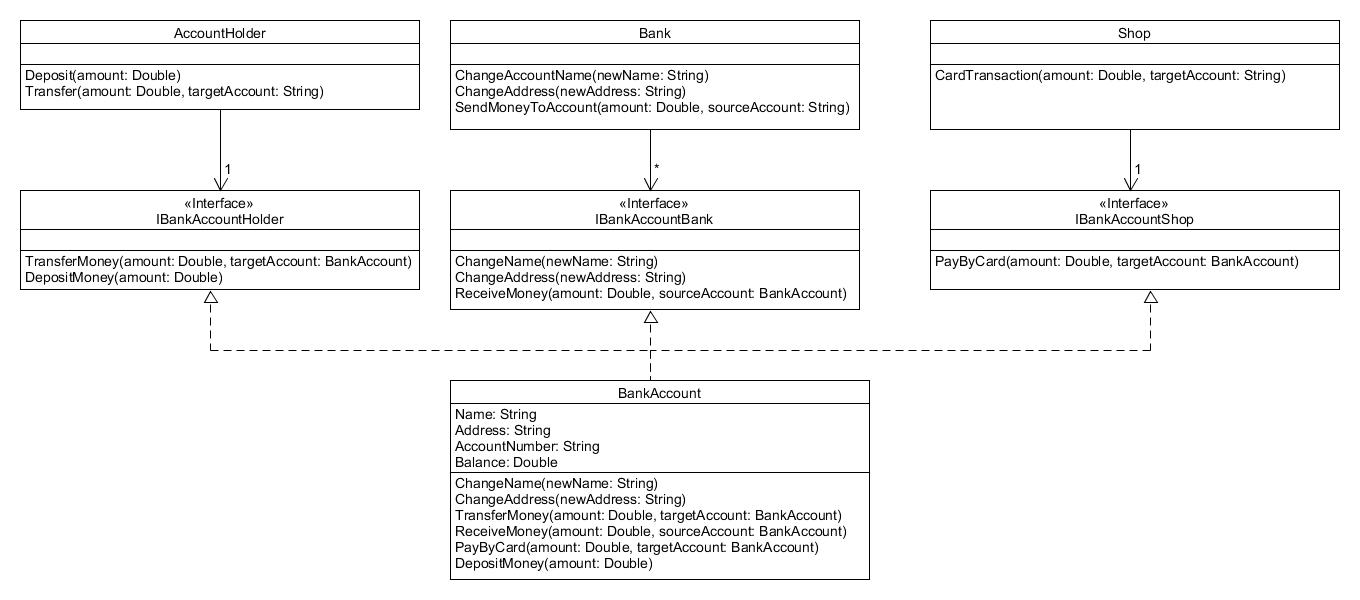 AccountHolder
Deposit(amount: Double)
Transfer(amount: Double, targetAccount: String)
Bank
ChangeAccountName(newName: String)
ChangeAddress(newAddress: String)
SendMoneyToAccount(amount: Double, sourceAccount: String)
Shop
CardTransaction(amount: Double, targetAccount: String)
1
*
1
«Interface»
IBankAccountHolder
TransferMoney(amount: Double, targetAccount: BankAccount)
DepositMoney(amount: Double)
«Interface»
IBankAccountBank
ChangeName(newName: String)
ChangeAddress(newAddress: String)
ReceiveMoney(amount: Double, sourceAccount: BankAccount)
«Interface»
IBankAccountShop
PayByCard(amount: Double, targetAccount: BankAccount)
BankAccount
Name: String
Address: String
AccountNumber: String
Balance: Double
ChangeName(newName: String)
ChangeAddress(newAddress: String)
TransferMoney(amount: Double, targetAccount: BankAccount)
ReceiveMoney(amount: Double, sourceAccount: BankAccount)
PayByCard(amount: Double, targetAccount: BankAccount)
DepositMoney(amount: Double)